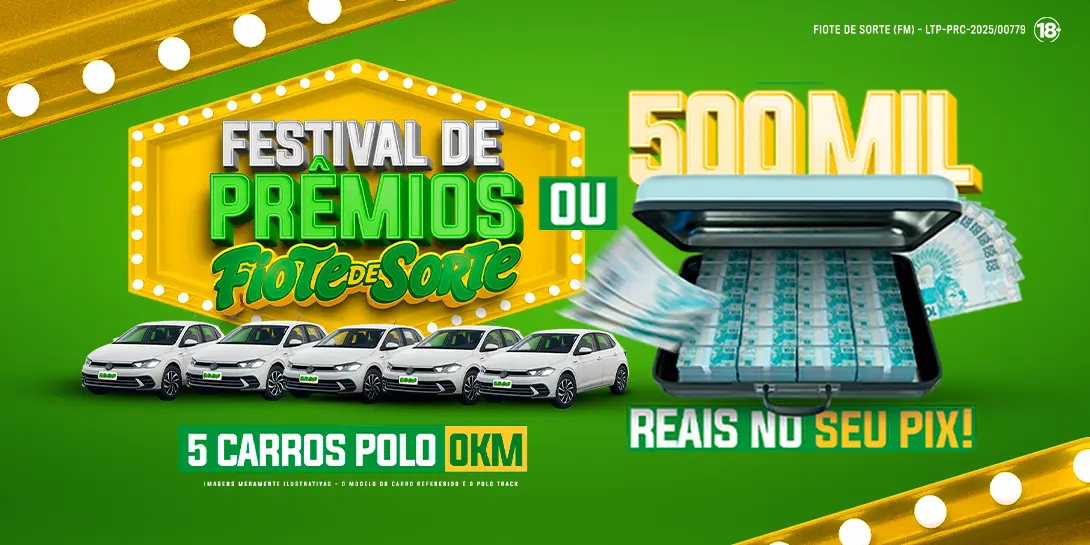 FIOTE DE SORTE (FM) - LTP-PRC-2025/00779 18+
FESTIVAL DE
PRÊMIOS
FIOTE DE SORTE
OU
500 MIL
REAIS NO SEU PIX!
5 CARROS POLO 0KM
IMAGENS MERAMENTE ILUSTRATIVAS - O MODELO DO CARRO REFERERIDO É O POLO TRACK